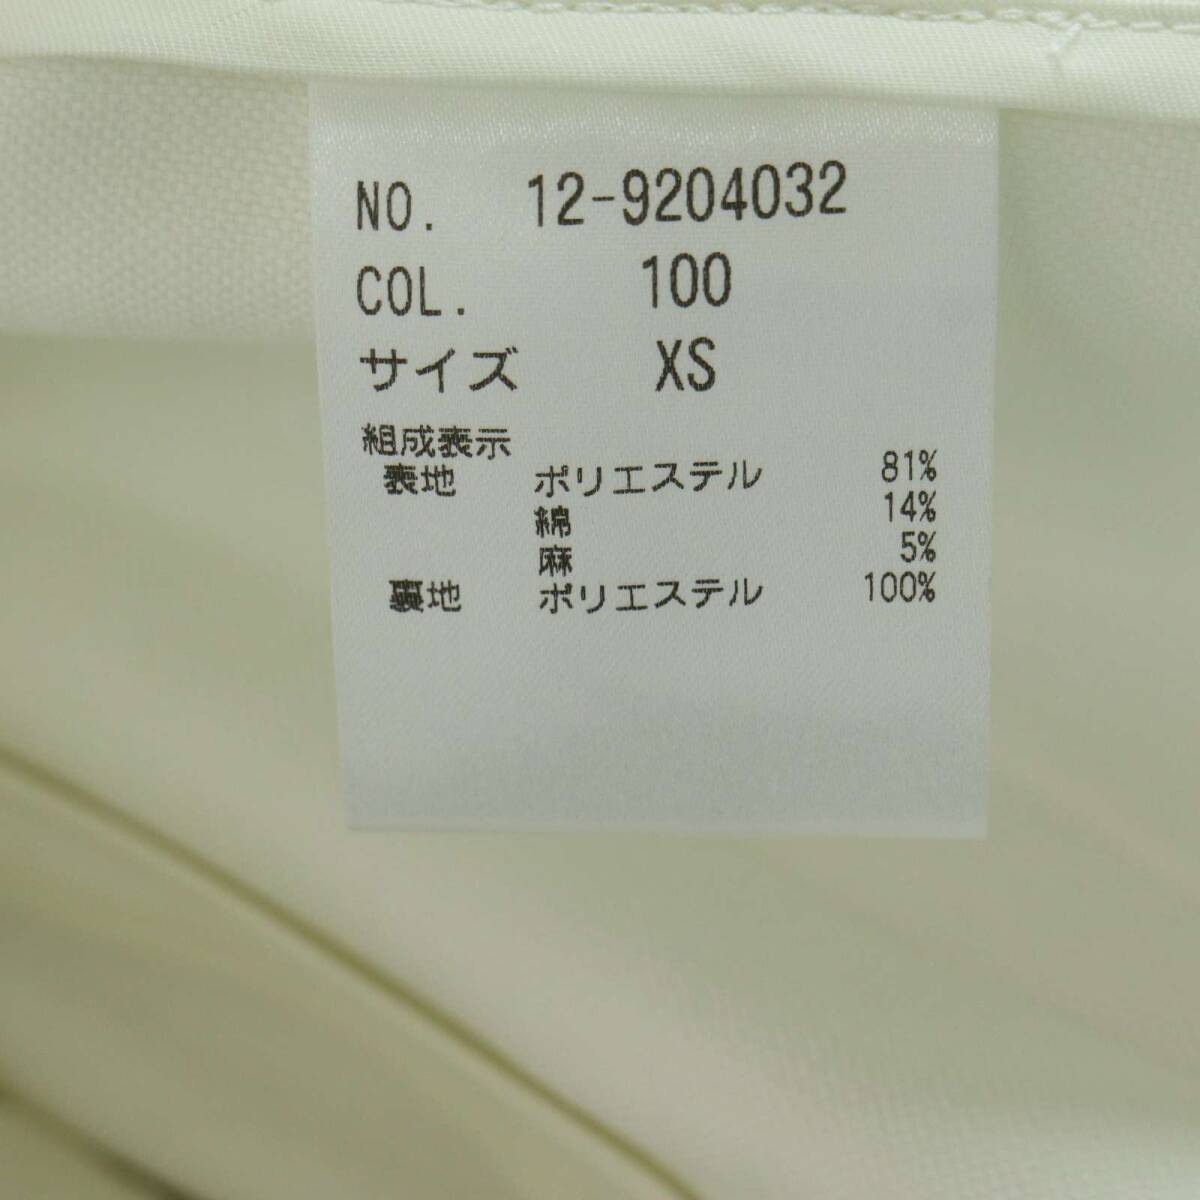 NO. 12-9204032
COL. 100
サイズ XS
組成表示
表地 ポリエステル 81%
綿 14%
麻 5%
裏地 ポリエステル 100%